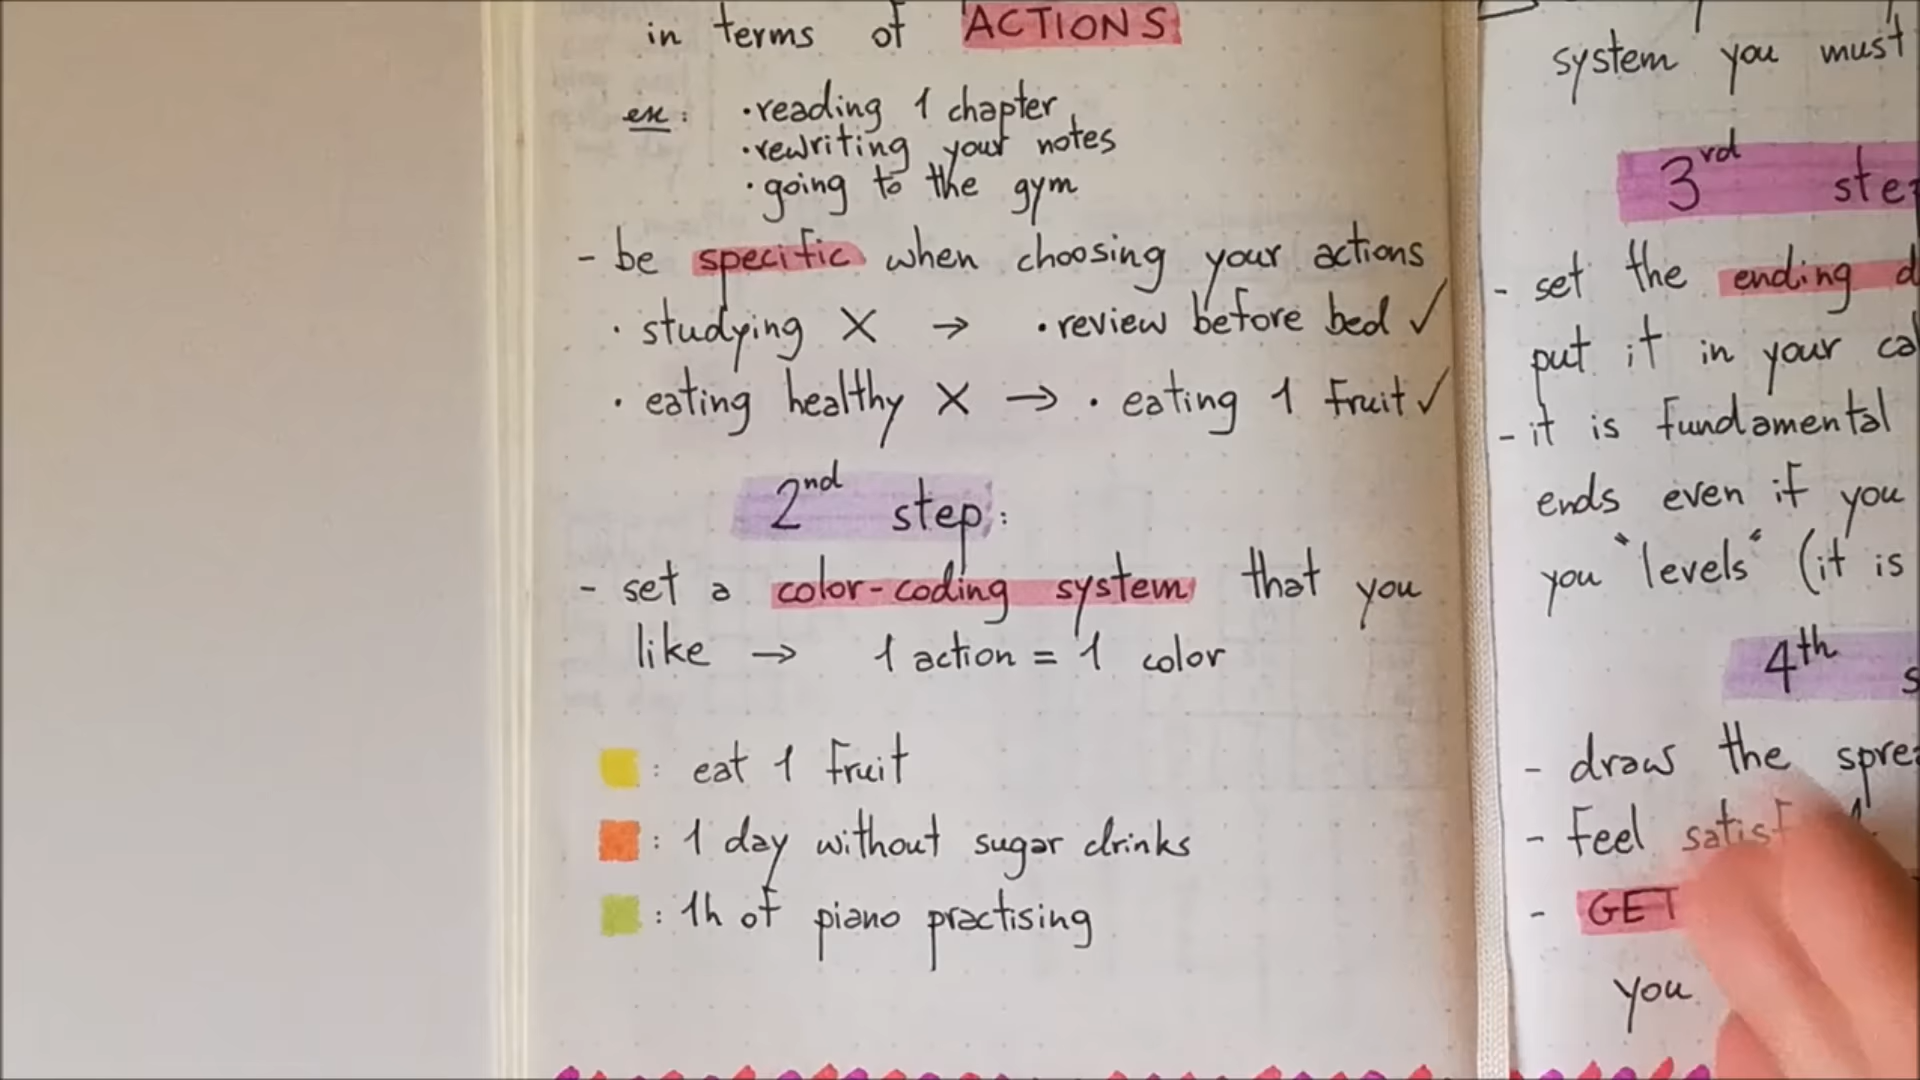 in terms of ACTIONS
ex: • reading 1 chapter
• rewriting your notes
• going to the gym
- be specific when choosing your actions
• studying X → • review before bed ✓
• eating healthy X → • eating 1 fruit ✓
2nd step:
- set a color-coding system that you
like → 1 action = 1 color
: eat 1 fruit
: 1 day without sugar drinks
: 1h of piano practising
system you must
3rd
- set the ending
put it in your
- it is fundamental
ends even if you
you "levels" (it is
4th
- draw the
- feel
- GET
you